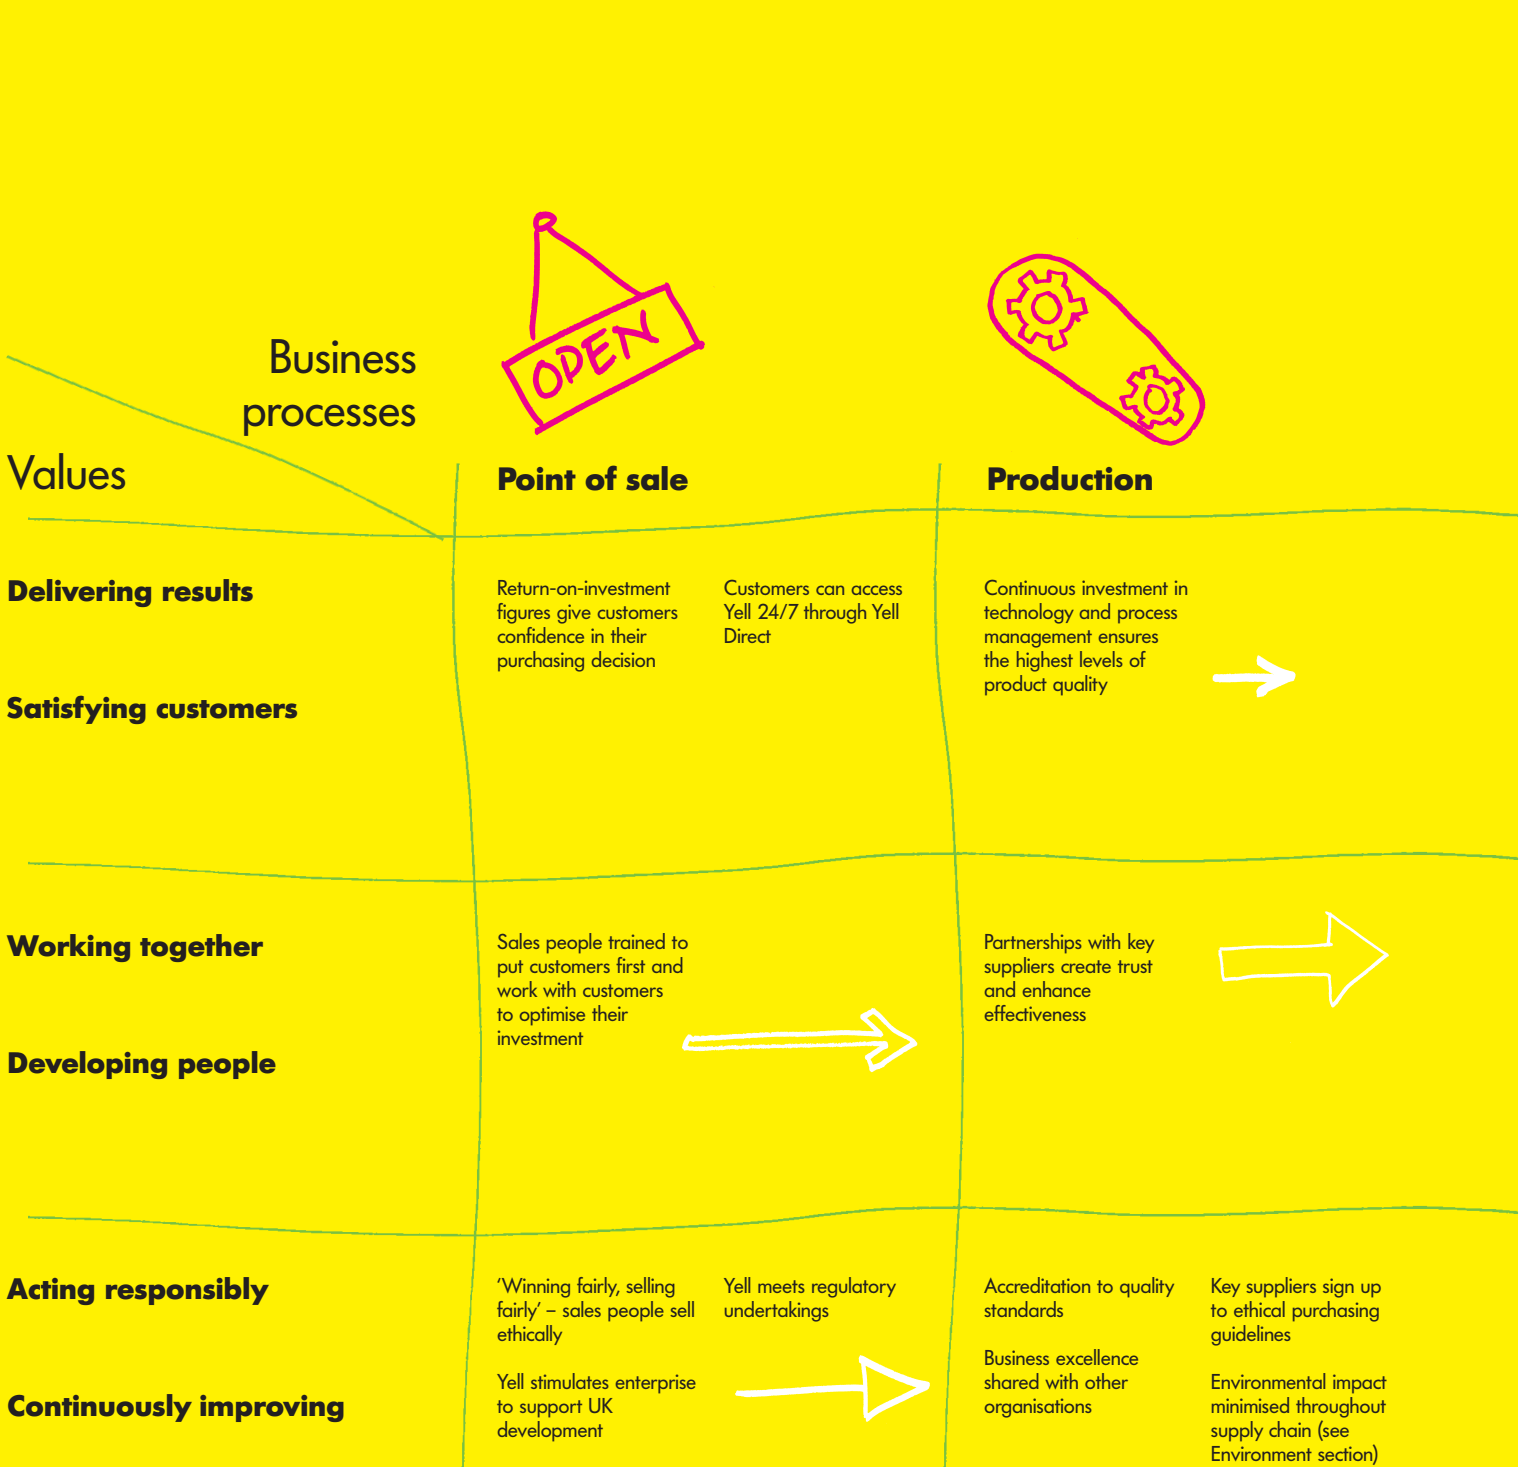 OPEN
Business
processes
Values
Point of sale
Production
Delivering results
Satisfying customers
Return-on-investment
figures give customers
confidence in their
purchasing decision
Customers can access
Yell 24/7 through Yell
Direct
Continuous investment in
technology and process
management ensures
the highest levels of
product quality
Working together
Developing people
Sales people trained to
put customers first and
work with customers
to optimise their
investment
Partnerships with key
suppliers create trust
and enhance
effectiveness
Acting responsibly
Continuously improving
‘Winning fairly, selling
fairly’ – sales people sell
ethically
Yell stimulates enterprise
to support UK
development
Yell meets regulatory
undertakings
Accreditation to quality
standards
Business excellence
shared with other
organisations
Key suppliers sign up
to ethical purchasing
guidelines
Environmental impact
minimised throughout
supply chain (see
Environment section)